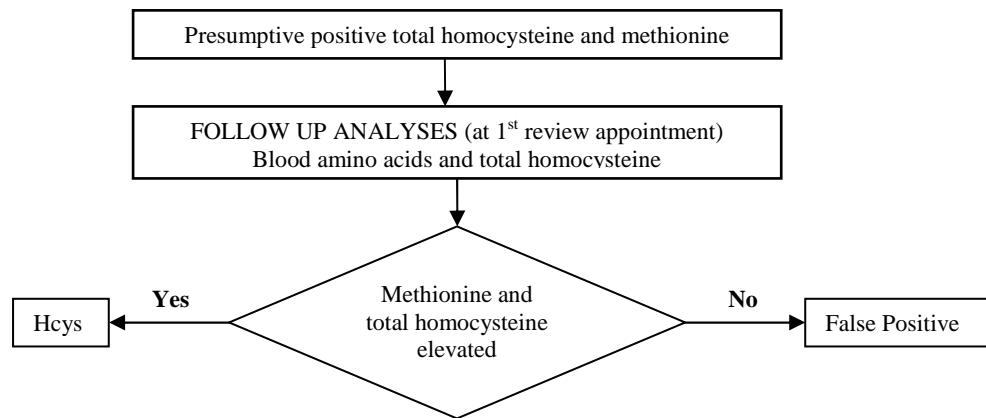 Presumptive positive total homocysteine and methionine
FOLLOW UP ANALYSES (at 1st review appointment)
Blood amino acids and total homocysteine
Yes
No
Hcys
Methionine and
total homocysteine
elevated
False Positive